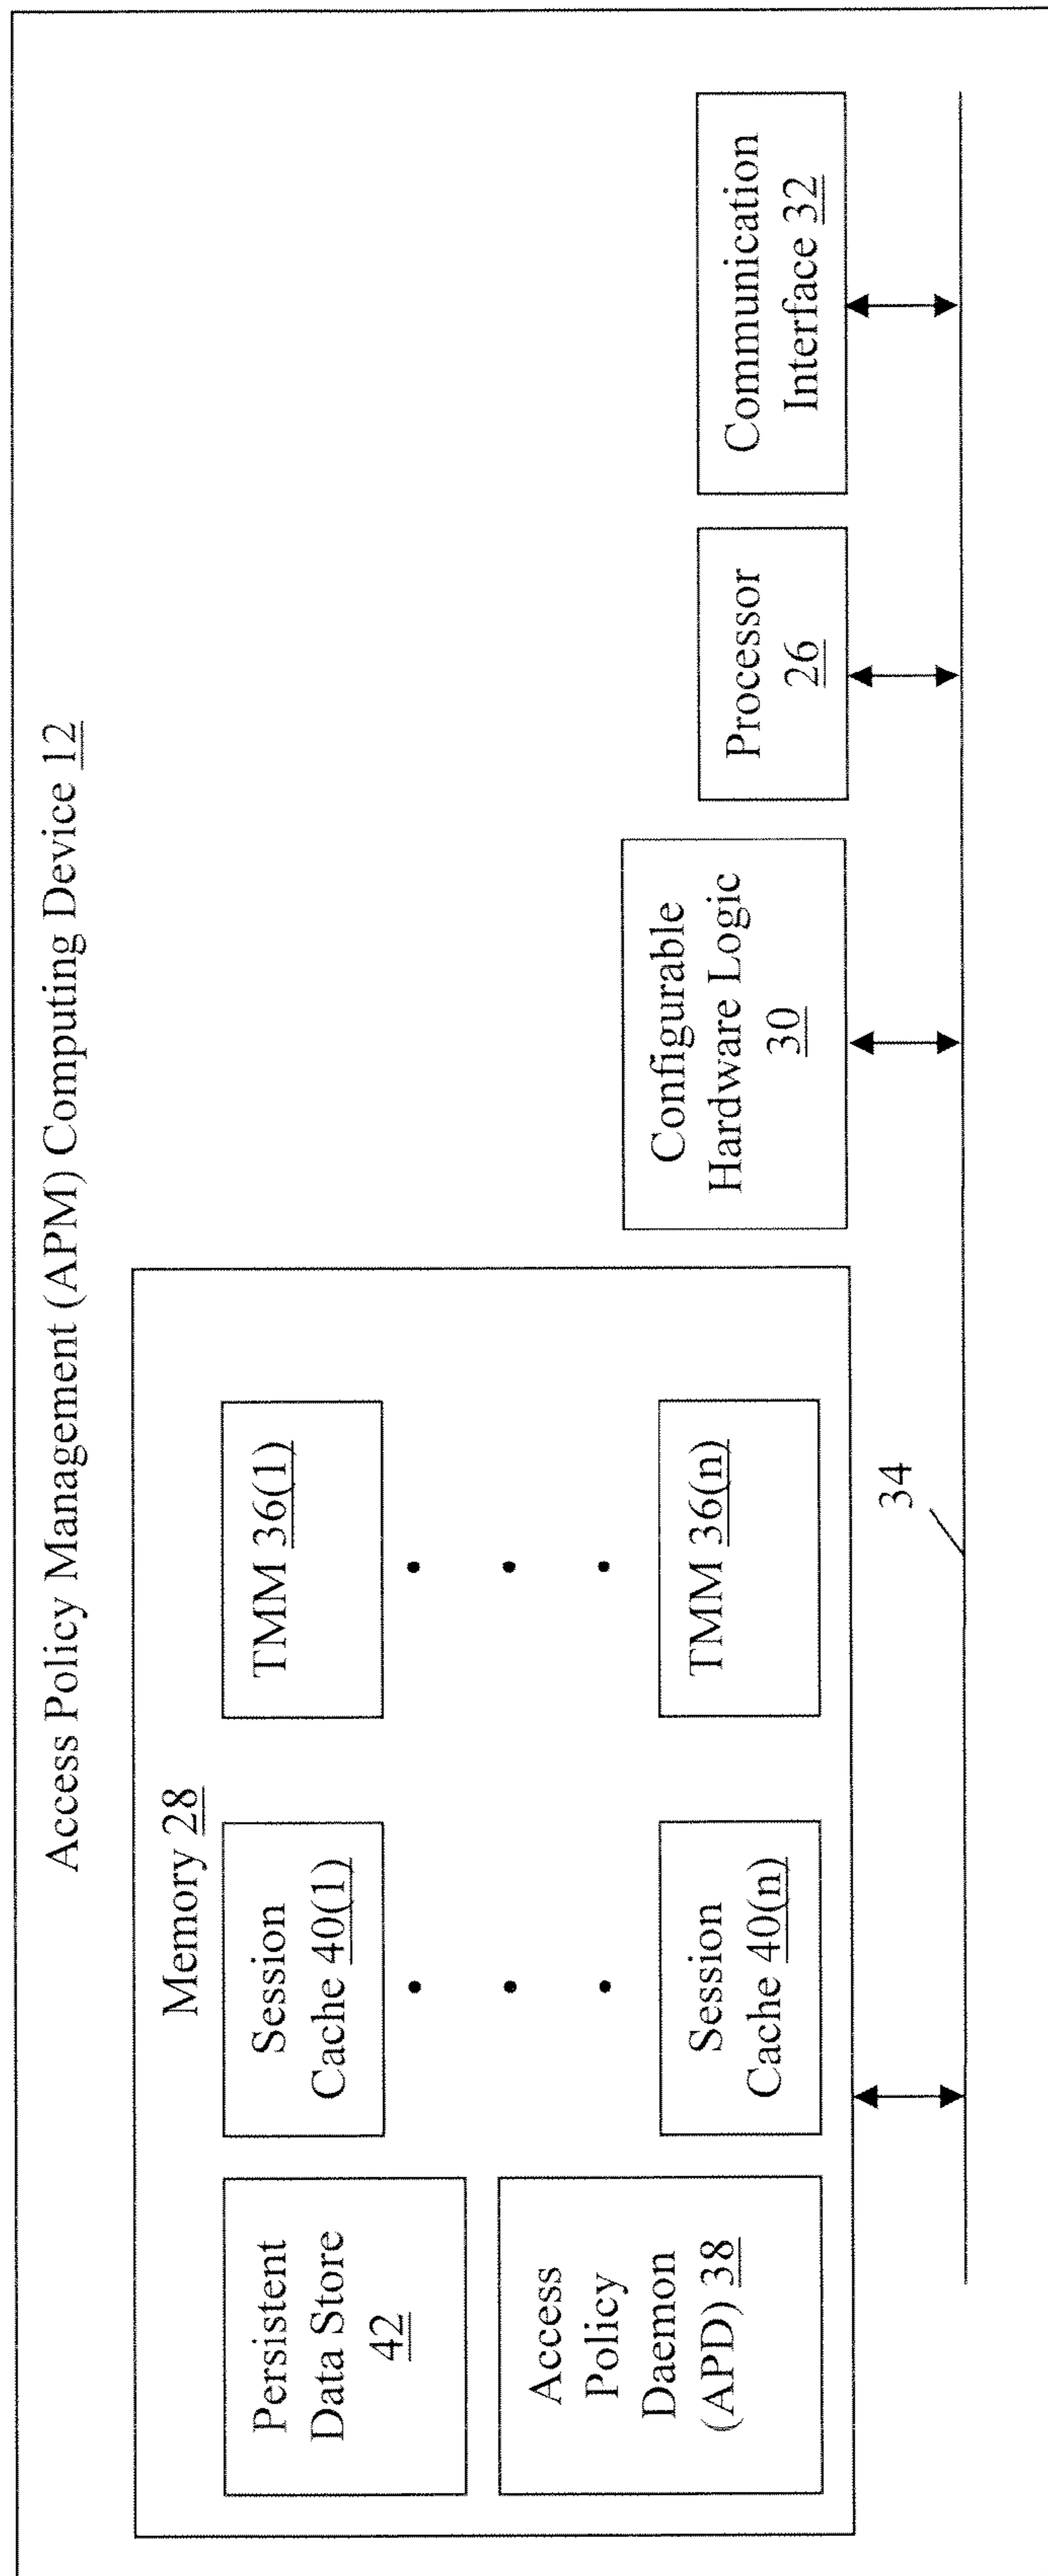 Access Policy Management (APM) Computing Device 12
Memory 28
Persistent
Data Store
42
Session
Cache 40(1)
TMM 36(1)
Access
Policy
Daemon
(APD) 38
Session
Cache 40(n)
TMM 36(n)
Configurable
Hardware Logic
30
Processor
26
Communication
Interface 32
34